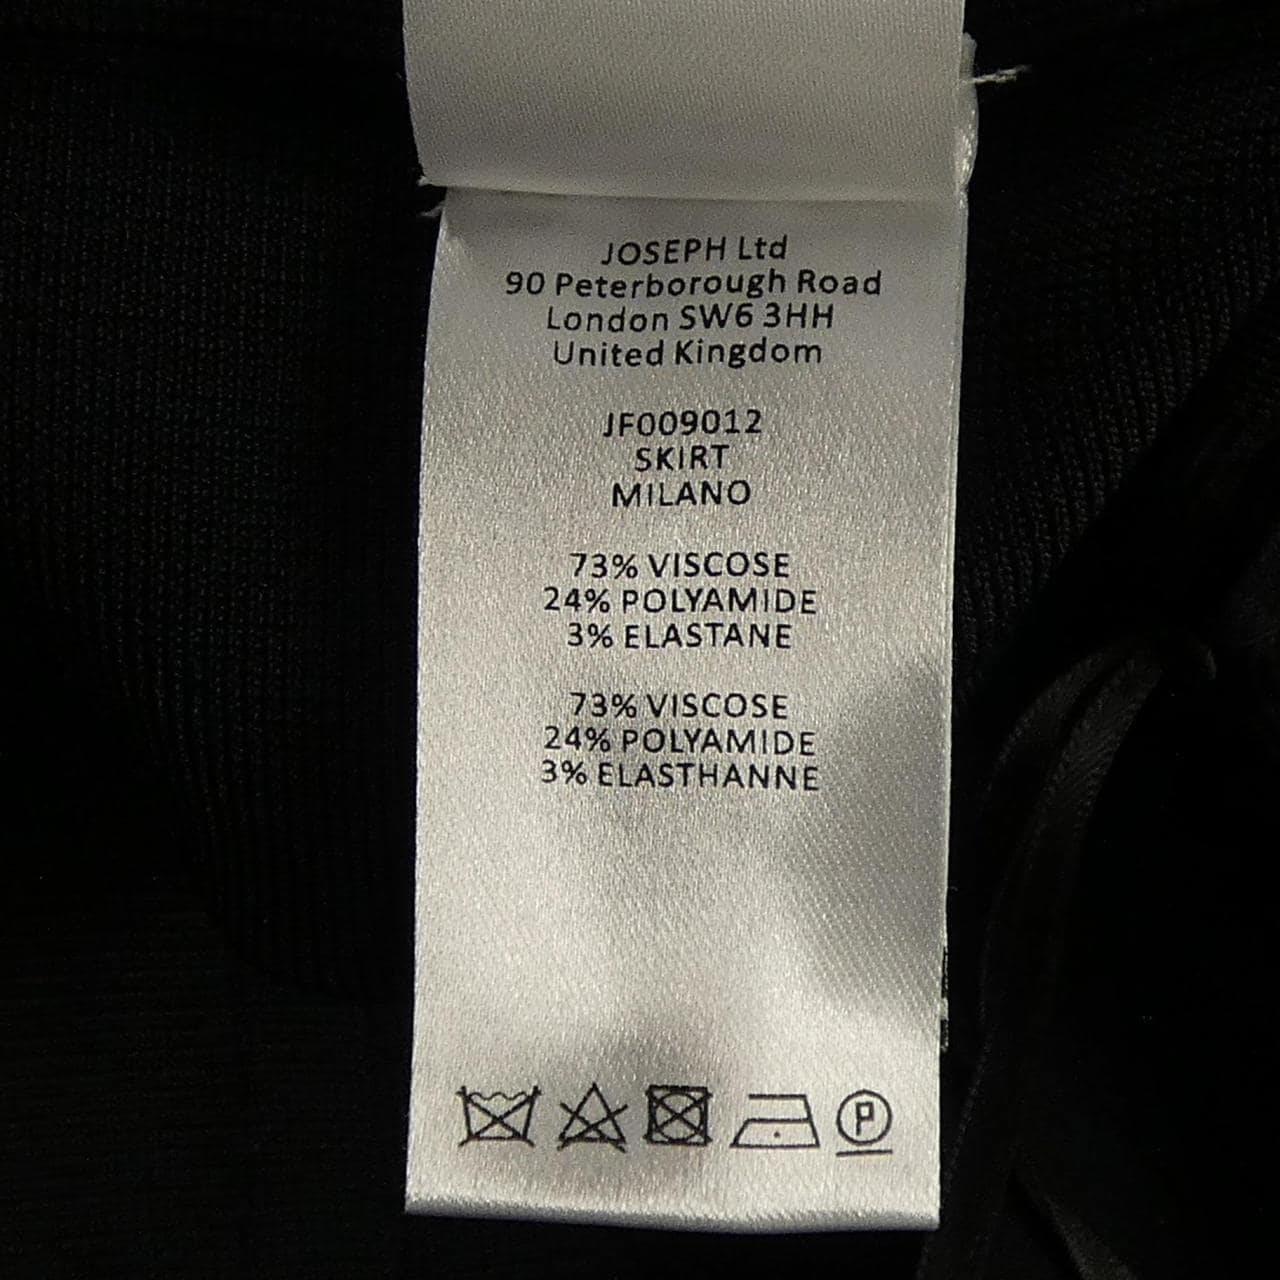 JOSEPH Ltd
90 Peterborough Road
London SW6 3HH
United Kingdom
JF009012
SKIRT
MILANO
73% VISCOSE
24% POLYAMIDE
3% ELASTANE
73% VISCOSE
24% POLYAMIDE
3% ELASTHANNE
P